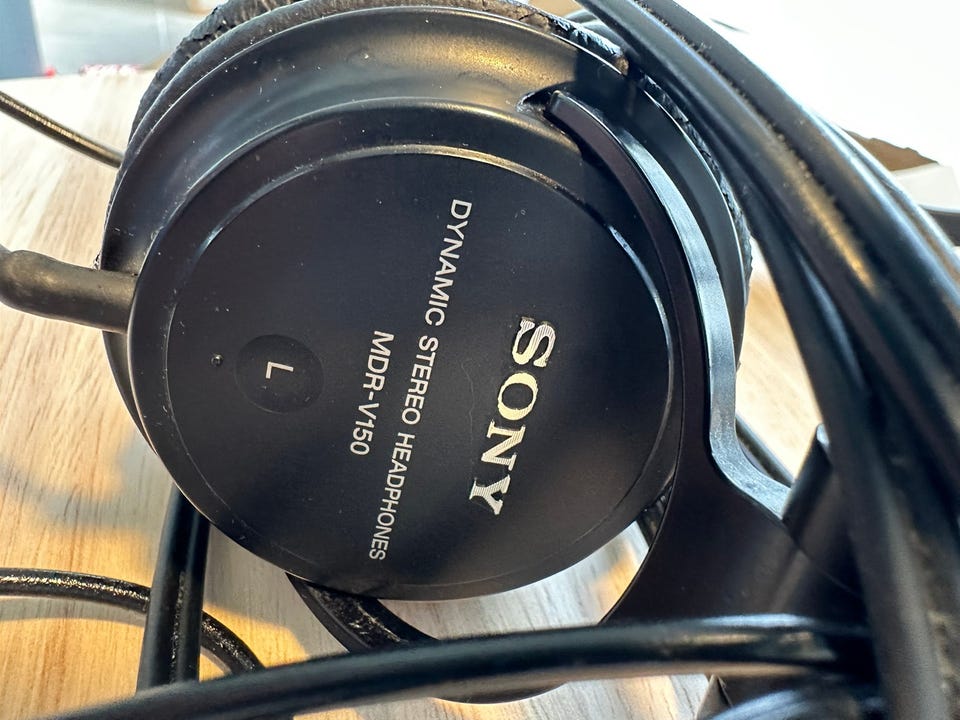 SONY
DYNAMIC STEREO HEADPHONES
MDR-V150
L